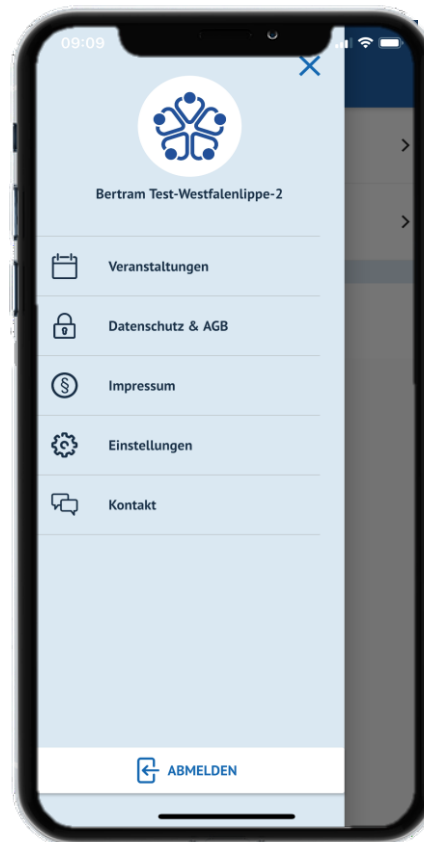 09:09
Bertram Test-Westfalenlippe-2
Veranstaltungen
Datenschutz & AGB
§ Impressum
Einstellungen
Kontakt
ABMELDEN